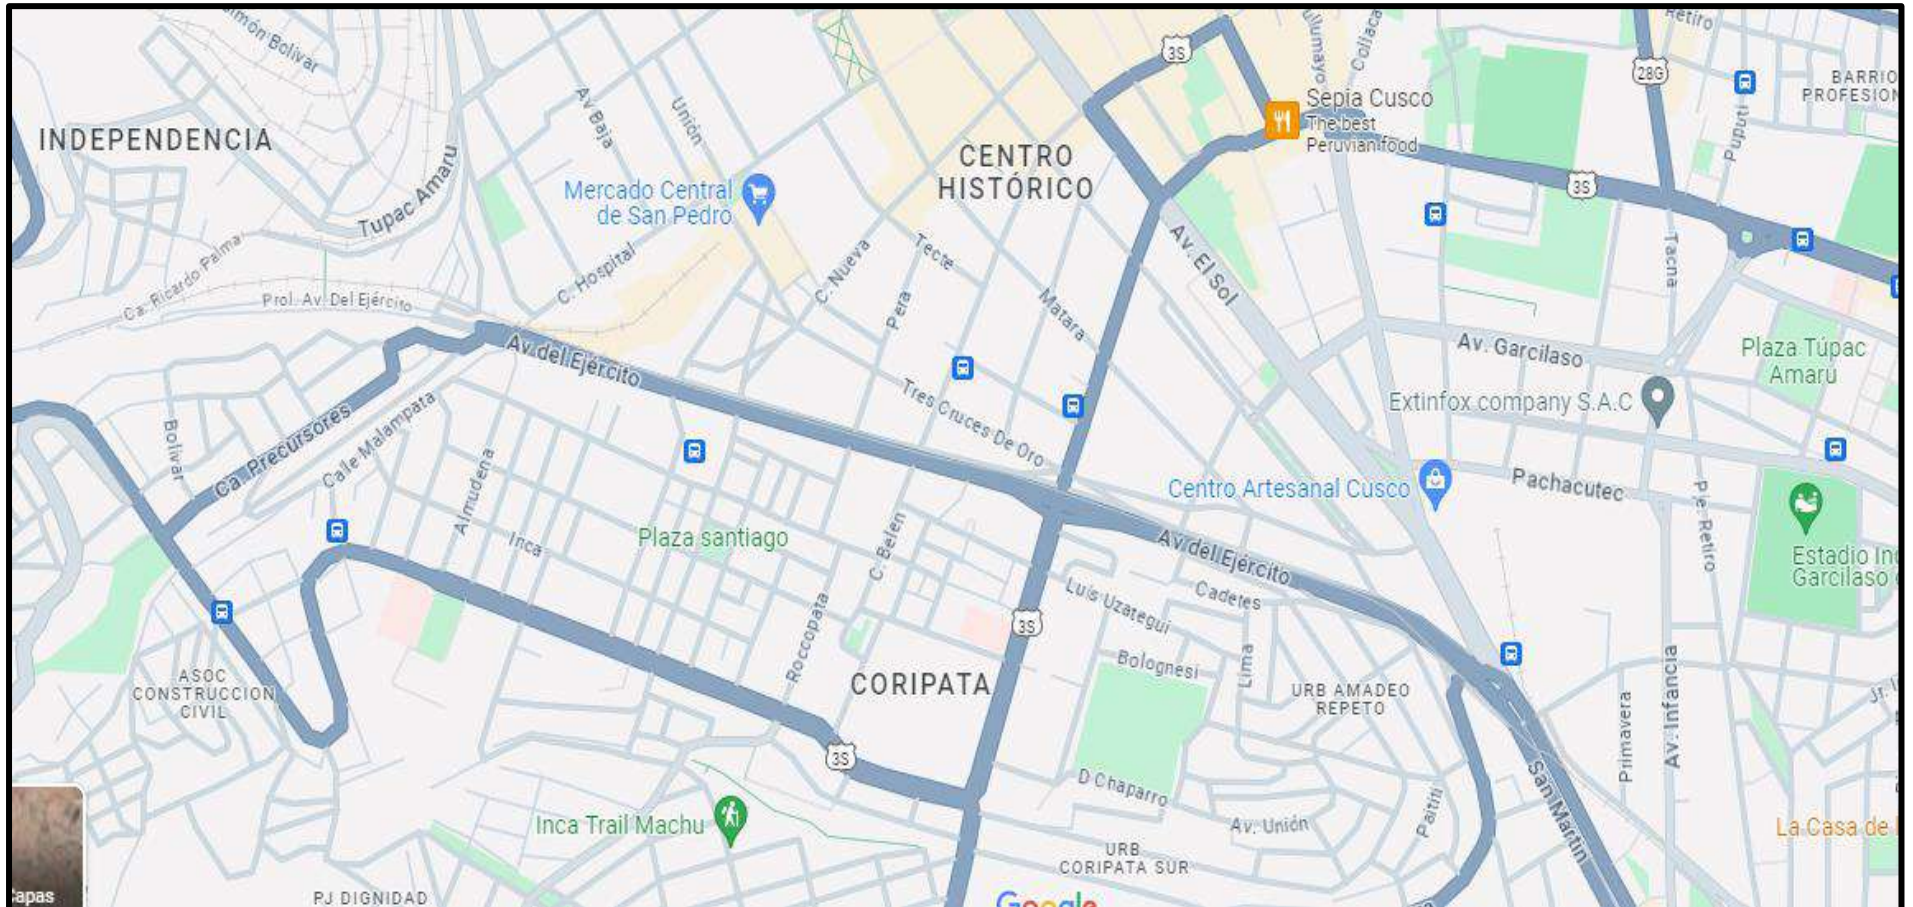 Simón Bolívar
Retiro
Collaca
3S
28G
BARRIO
PROFESION
INDEPENDENCIA
Av Baja
Unión
Sepia Cusco
The best
Peruvian food
Puputi
Tupac Amaru
Mercado Central
de San Pedro
CENTRO
HISTÓRICO
3S
Ca. Ricardo Palma
Prol. Av. Del Ejército
C. Hospital
C. Nueva
Tecte
Pera
Matara
Av. El Sol
Tacna
Av. Garcilaso
Plaza Túpac
Amaru
Av del Ejército
Tres Cruces De Oro
Extinfox company S.A.C
Bolivar
Ca. Precursores
Calle Malampata
Almudena
Inca
Plaza santiago
C. Belen
Centro Artesanal Cusco
Pachacutec
Pje. Retiro
Estadio In
Garcilaso
Av del Ejército
Luis Uzategui
Cadetes
3S
Roccopata
Bolognesi
Lima
ASOC
CONSTRUCCION
CIVIL
CORIPATA
URB AMADEO
REPETO
Primavera
Av. Infancia
3S
D Chaparro
San Martin
Inca Trail Machu
Av. Unión
Paititi
La Casa de
URB
CORIPATA SUR
PJ DIGNIDAD
Google
apas